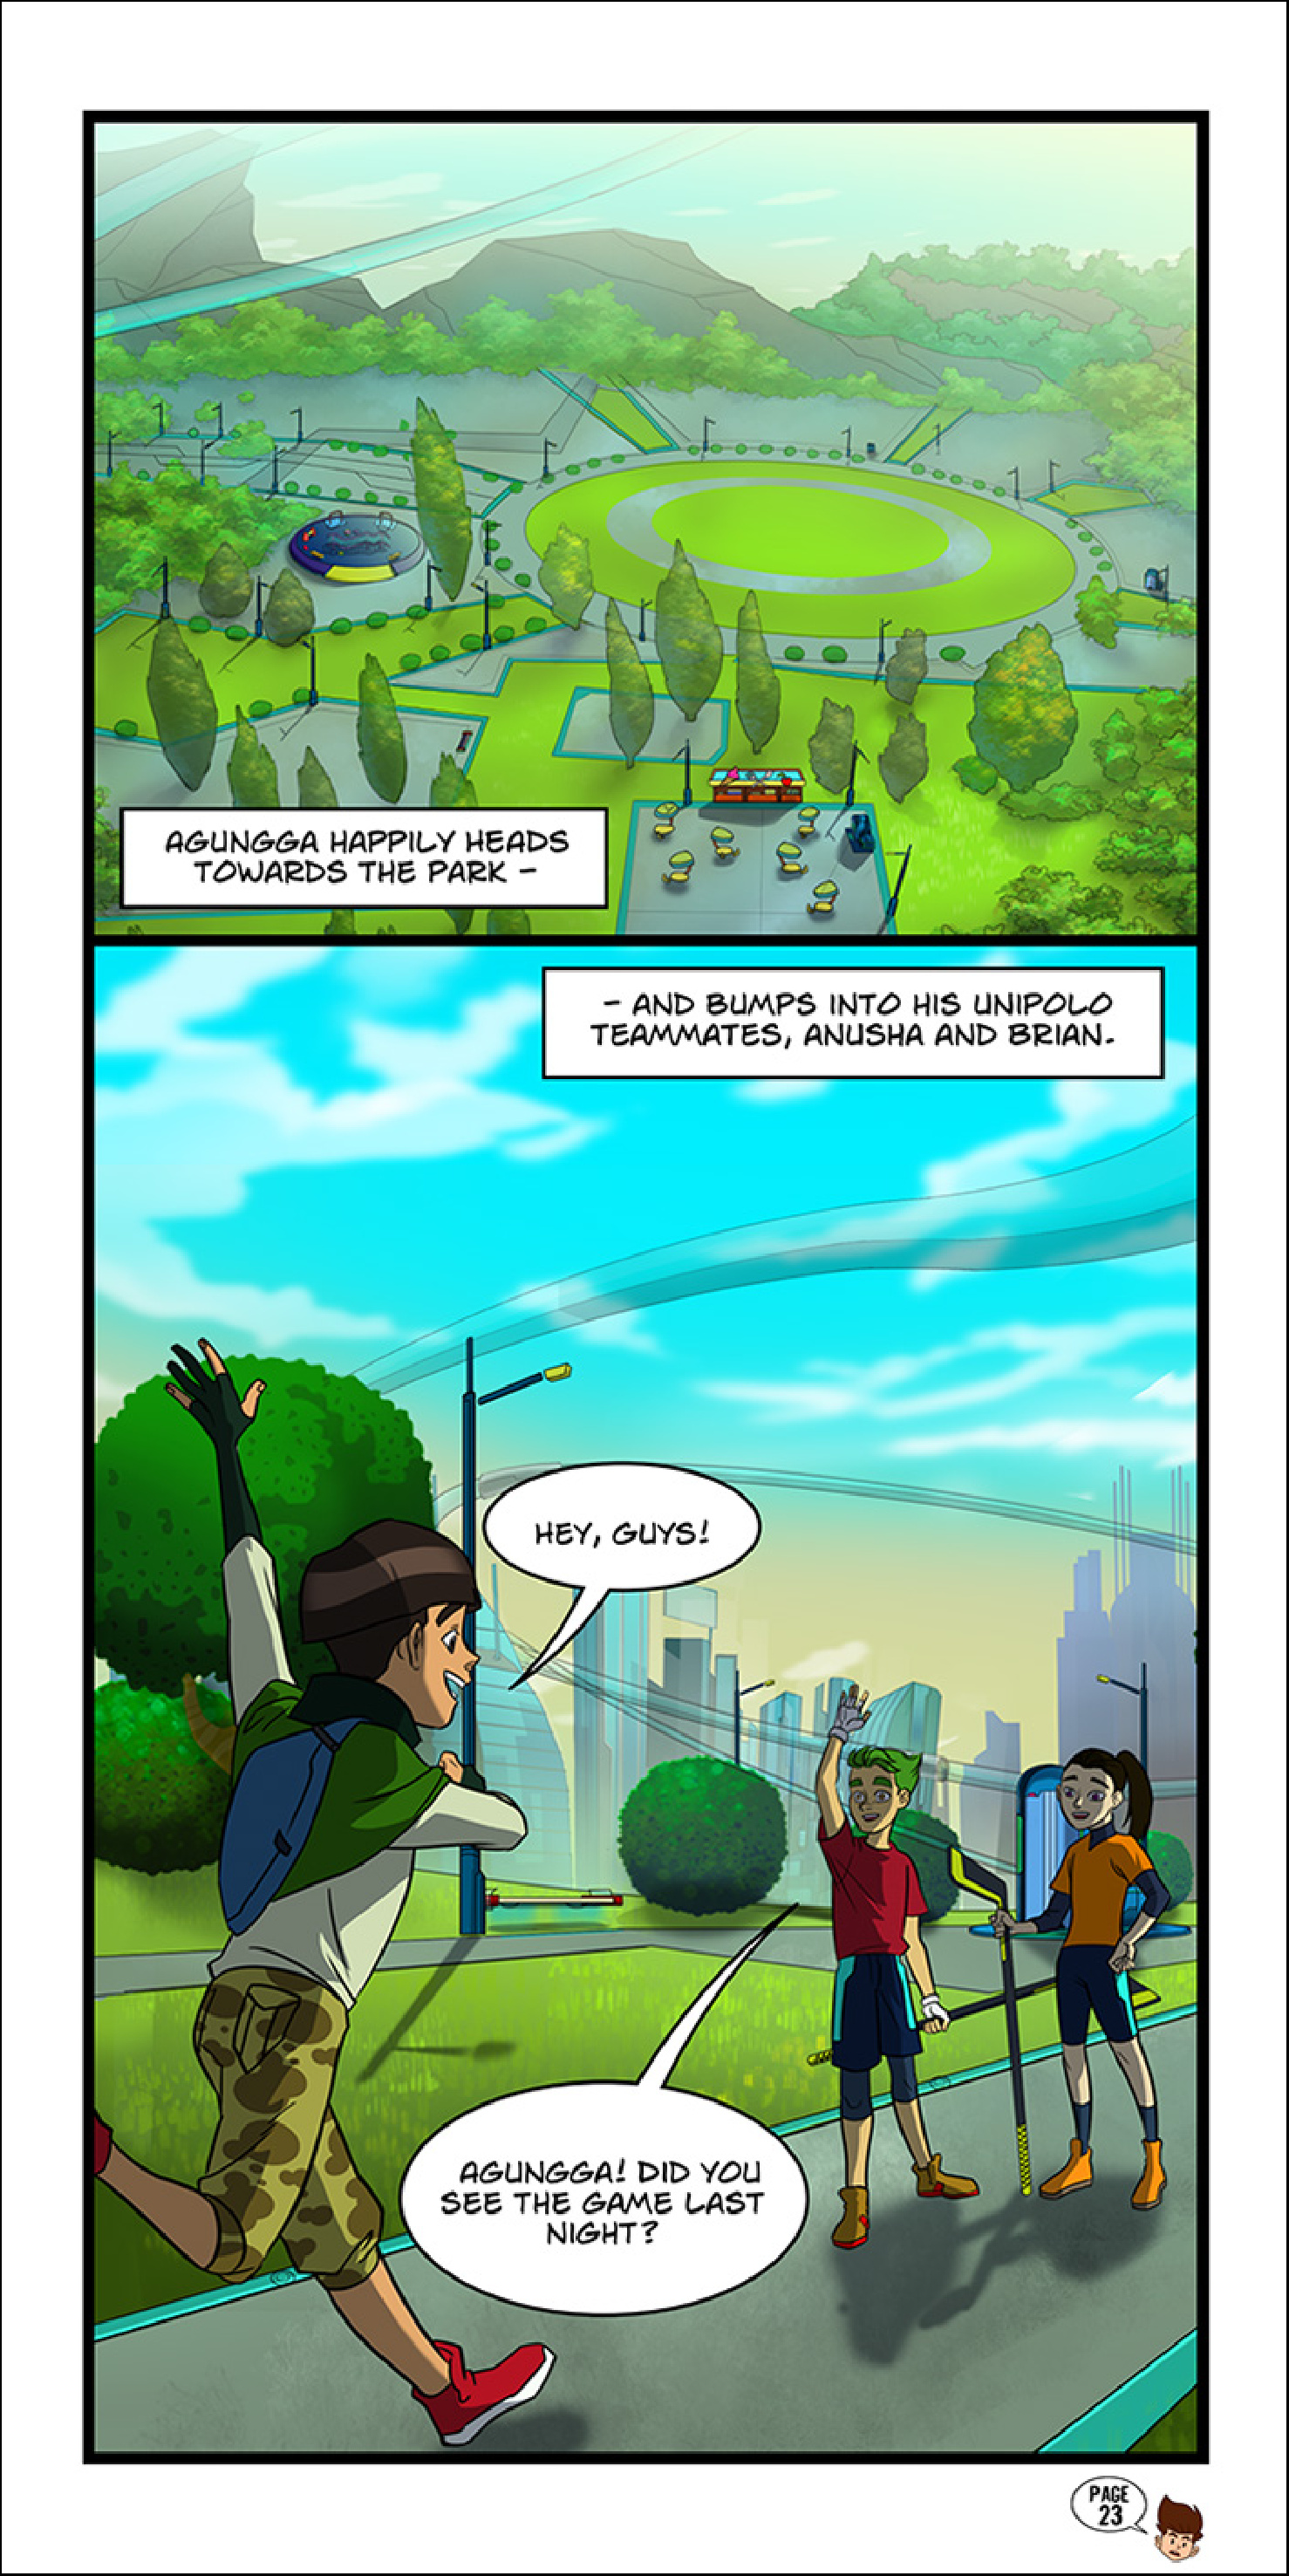 AGUNGGA HAPPILY HEADS
TOWARDS THE PARK -
- AND BUMPS INTO HIS UNIPOLO
TEAMMATES, ANUSHA AND BRIAN.
HEY, GUYS!
AGUNGGA! DID YOU
SEE THE GAME LAST
NIGHT?
PAGE
23